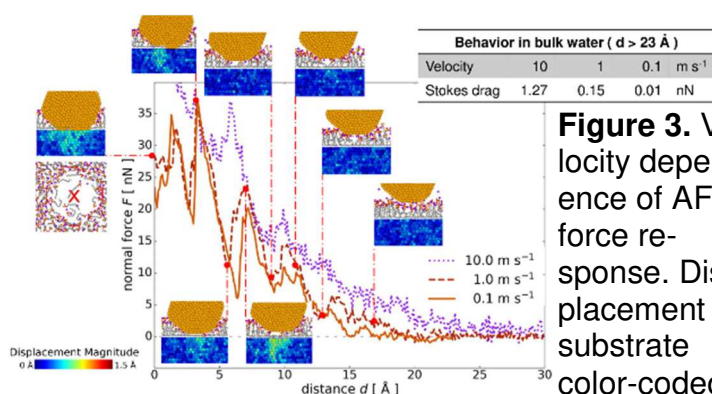 Behavior in bulk water ( d > 23 Å )
Velocity 10 1 0.1 m s⁻¹
Stokes drag 1.27 0.15 0.01 nN
Figure 3.
locity
ence of
force re-
sponse.
placement
substrate
color-coded
normal force F [ nN ]
35
30
25
20
15
10
5
0
10.0 m s⁻¹
1.0 m s⁻¹
0.1 m s⁻¹
0 5 10 15 20 25 30
distance d [ Å ]
Displacement Magnitude
0 Å 1.5 Å
X